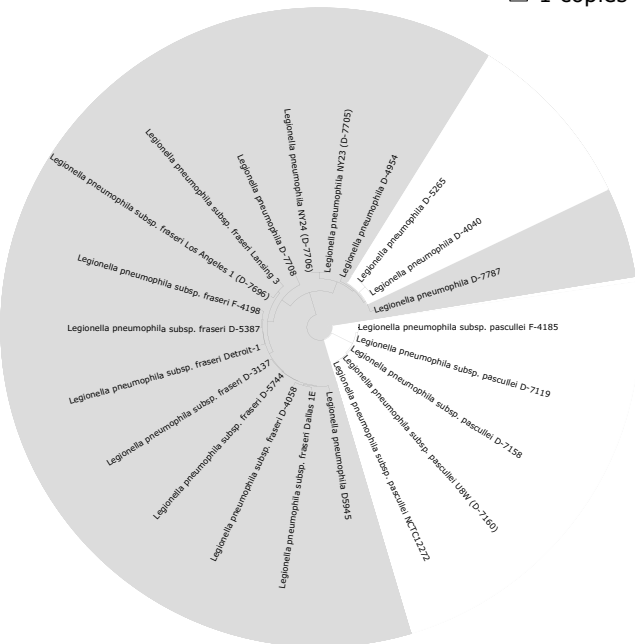 1 copies
Legionella pneumophila D-4954
Legionella pneumophila D-5265
Legionella pneumophila D-4040
Legionella pneumophila D-7787
Legionella pneumophila subsp. pascullei F-4185
Legionella pneumophila subsp. pascullei D-7119
Legionella pneumophila subsp. pascullei D-7158
Legionella pneumophila subsp. pascullei U8W (D-7160)
Legionella pneumophila subsp. pascullei NCTC12272
Legionella pneumophila D5945
Legionella pneumophila subsp. fraseri Dallas 1E
Legionella pneumophila subsp. fraseri D-4058
Legionella pneumophila subsp. fraseri D-5744
Legionella pneumophila subsp. fraseri D-3137
Legionella pneumophila subsp. fraseri Detroit-1
Legionella pneumophila subsp. fraseri D-5387
Legionella pneumophila subsp. fraseri F-4198
Legionella pneumophila subsp. fraseri Los Angeles 1 (D-7696)
Legionella pneumophila subsp. fraseri Lansing 3
Legionella pneumophila D-7708
Legionella pneumophila NY24 (D-7706)
Legionella pneumophila NY23 (D-7705)